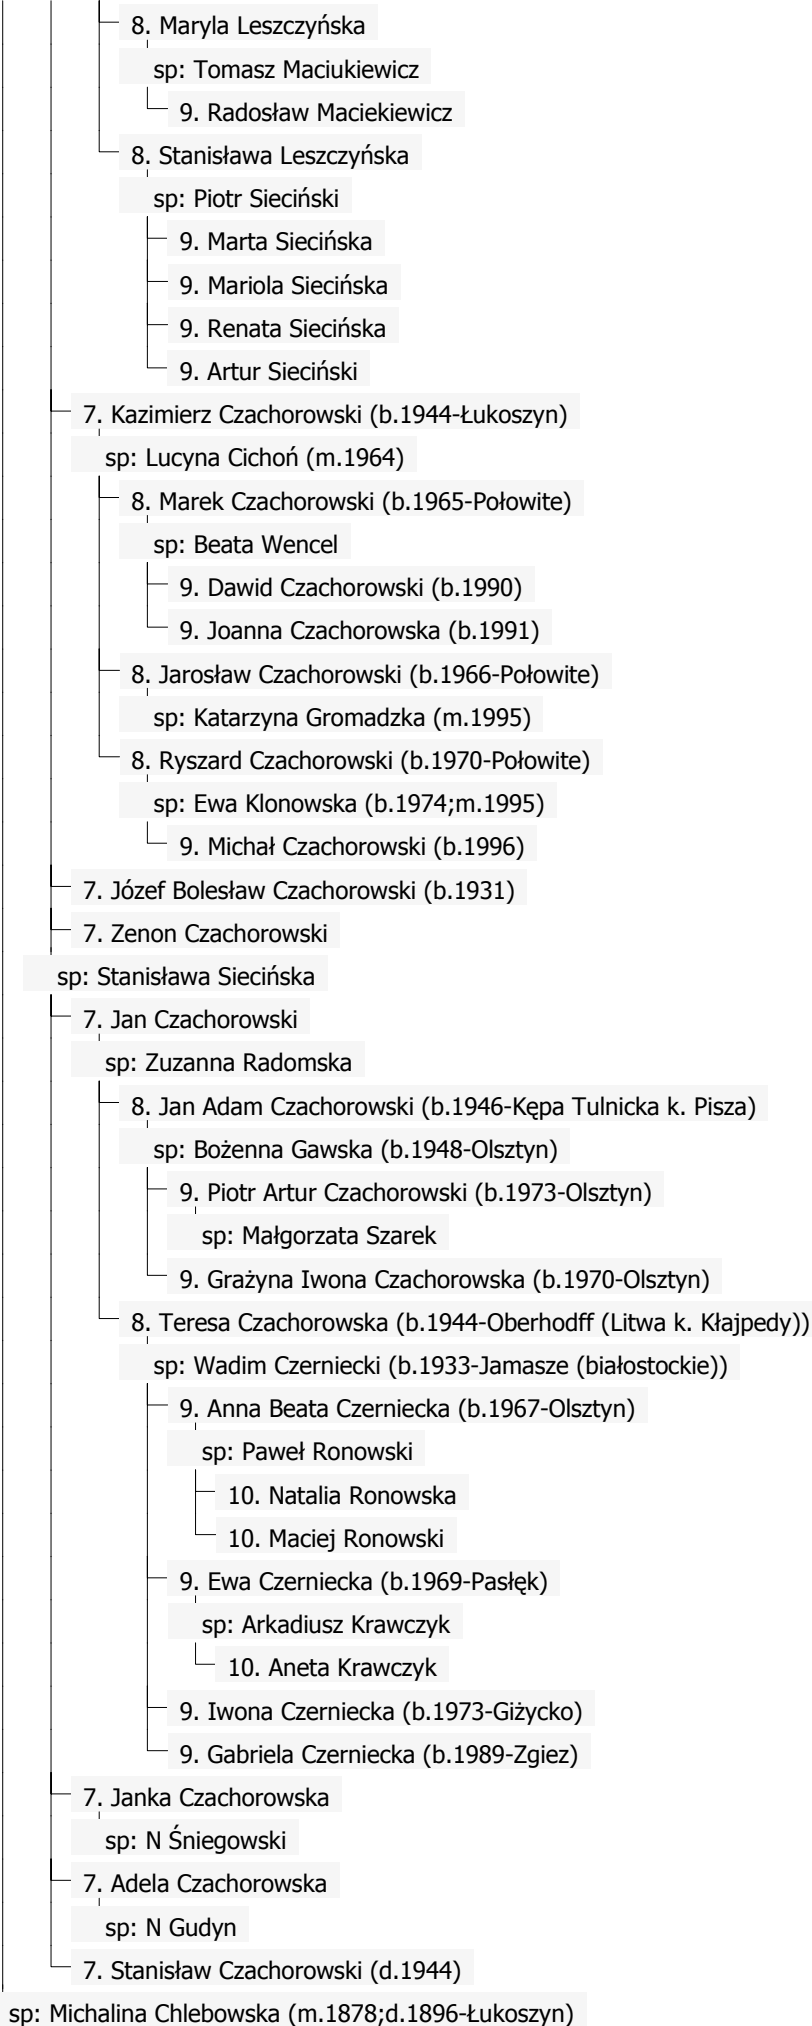 8. Maryla Leszczyńska
sp: Tomasz Maciukiewicz
9. Radosław Maciekiewicz
8. Stanisława Leszczyńska
sp: Piotr Sieciński
9. Marta Siecińska
9. Mariola Siecińska
9. Renata Siecińska
9. Artur Sieciński
7. Kazimierz Czachorowski (b.1944-Łukoszyn)
sp: Lucyna Cichoń (m.1964)
8. Marek Czachorowski (b.1965-Połowite)
sp: Beata Wencel
9. Dawid Czachorowski (b.1990)
9. Joanna Czachorowska (b.1991)
8. Jarosław Czachorowski (b.1966-Połowite)
sp: Katarzyna Gromadzka (m.1995)
8. Ryszard Czachorowski (b.1970-Połowite)
sp: Ewa Klonowska (b.1974;m.1995)
9. Michał Czachorowski (b.1996)
7. Józef Bolesław Czachorowski (b.1931)
7. Zenon Czachorowski
sp: Stanisława Siecińska
7. Jan Czachorowski
sp: Zuzanna Radomska
8. Jan Adam Czachorowski (b.1946-Kępa Tulnicka k. Pisza)
sp: Bożenna Gawska (b.1948-Olsztyn)
9. Piotr Artur Czachorowski (b.1973-Olsztyn)
sp: Małgorzata Szarek
9. Grażyna Iwona Czachorowska (b.1970-Olsztyn)
8. Teresa Czachorowska (b.1944-Oberhodff (Litwa k. Kłajpedy))
sp: Wadim Czerniecki (b.1933-Jamasze (białostockie))
9. Anna Beata Czerniecka (b.1967-Olsztyn)
sp: Paweł Ronowski
10. Natalia Ronowska
10. Maciej Ronowski
9. Ewa Czerniecka (b.1969-Pasłęk)
sp: Arkadiusz Krawczyk
10. Aneta Krawczyk
9. Iwona Czerniecka (b.1973-Giżycko)
9. Gabriela Czerniecka (b.1989-Zgiez)
7. Janka Czachorowska
sp: N Śniegowski
7. Adela Czachorowska
sp: N Gudyn
7. Stanisław Czachorowski (d.1944)
sp: Michalina Chlebowska (m.1878;d.1896-Łukoszyn)